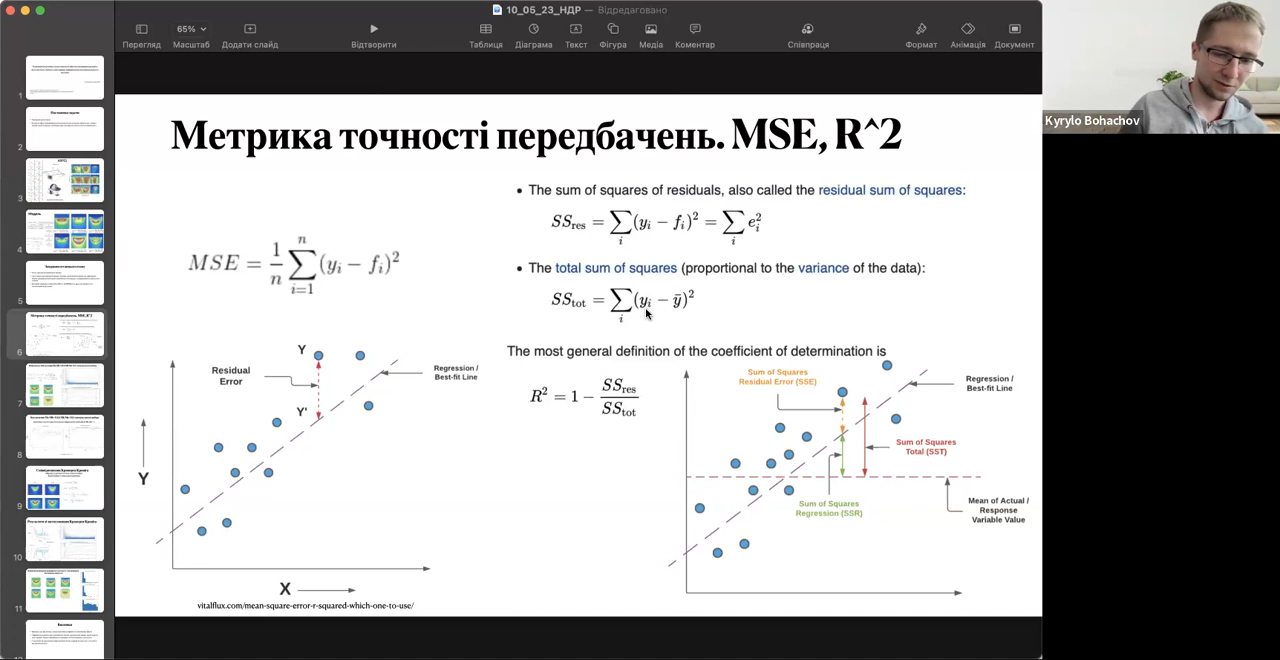 10_05_23_НДР — Відредаговано
65%
Перегляд
Масштаб
Додати слайд
Відтворити
Таблиця
Діаграма
Текст
Фігура
Медіа
Коментар
Співпраця
Формат
Анімація
Документ
Kyrylo Bohachov
1
2
3
4
5
6
7
8
9
10
11
Модель
Метрика точності передбачень. MSE, R^2
• The sum of squares of residuals, also called the residual sum of squares:
SS_res = ∑_i (y_i − f_i)^2 = ∑_i e_i^2
MSE = 1/n ∑_{i=1}^{n} (y_i − f_i)^2
• The total sum of squares (proportional to the variance of the data):
SS_tot = ∑_i (y_i − ȳ)^2
The most general definition of the coefficient of determination is
R^2 = 1 − SS_res/SS_tot
Y
Residual
Error
Regression /
Best-fit Line
Y'
Y
X
vitalflux.com/mean-square-error-r-squared-which-one-to-use/
Sum of Squares
Residual Error (SSE)
Regression /
Best-fit Line
Sum of Squares
Total (SST)
Sum of Squares
Regression (SSR)
Mean of Actual /
Response
Variable Value